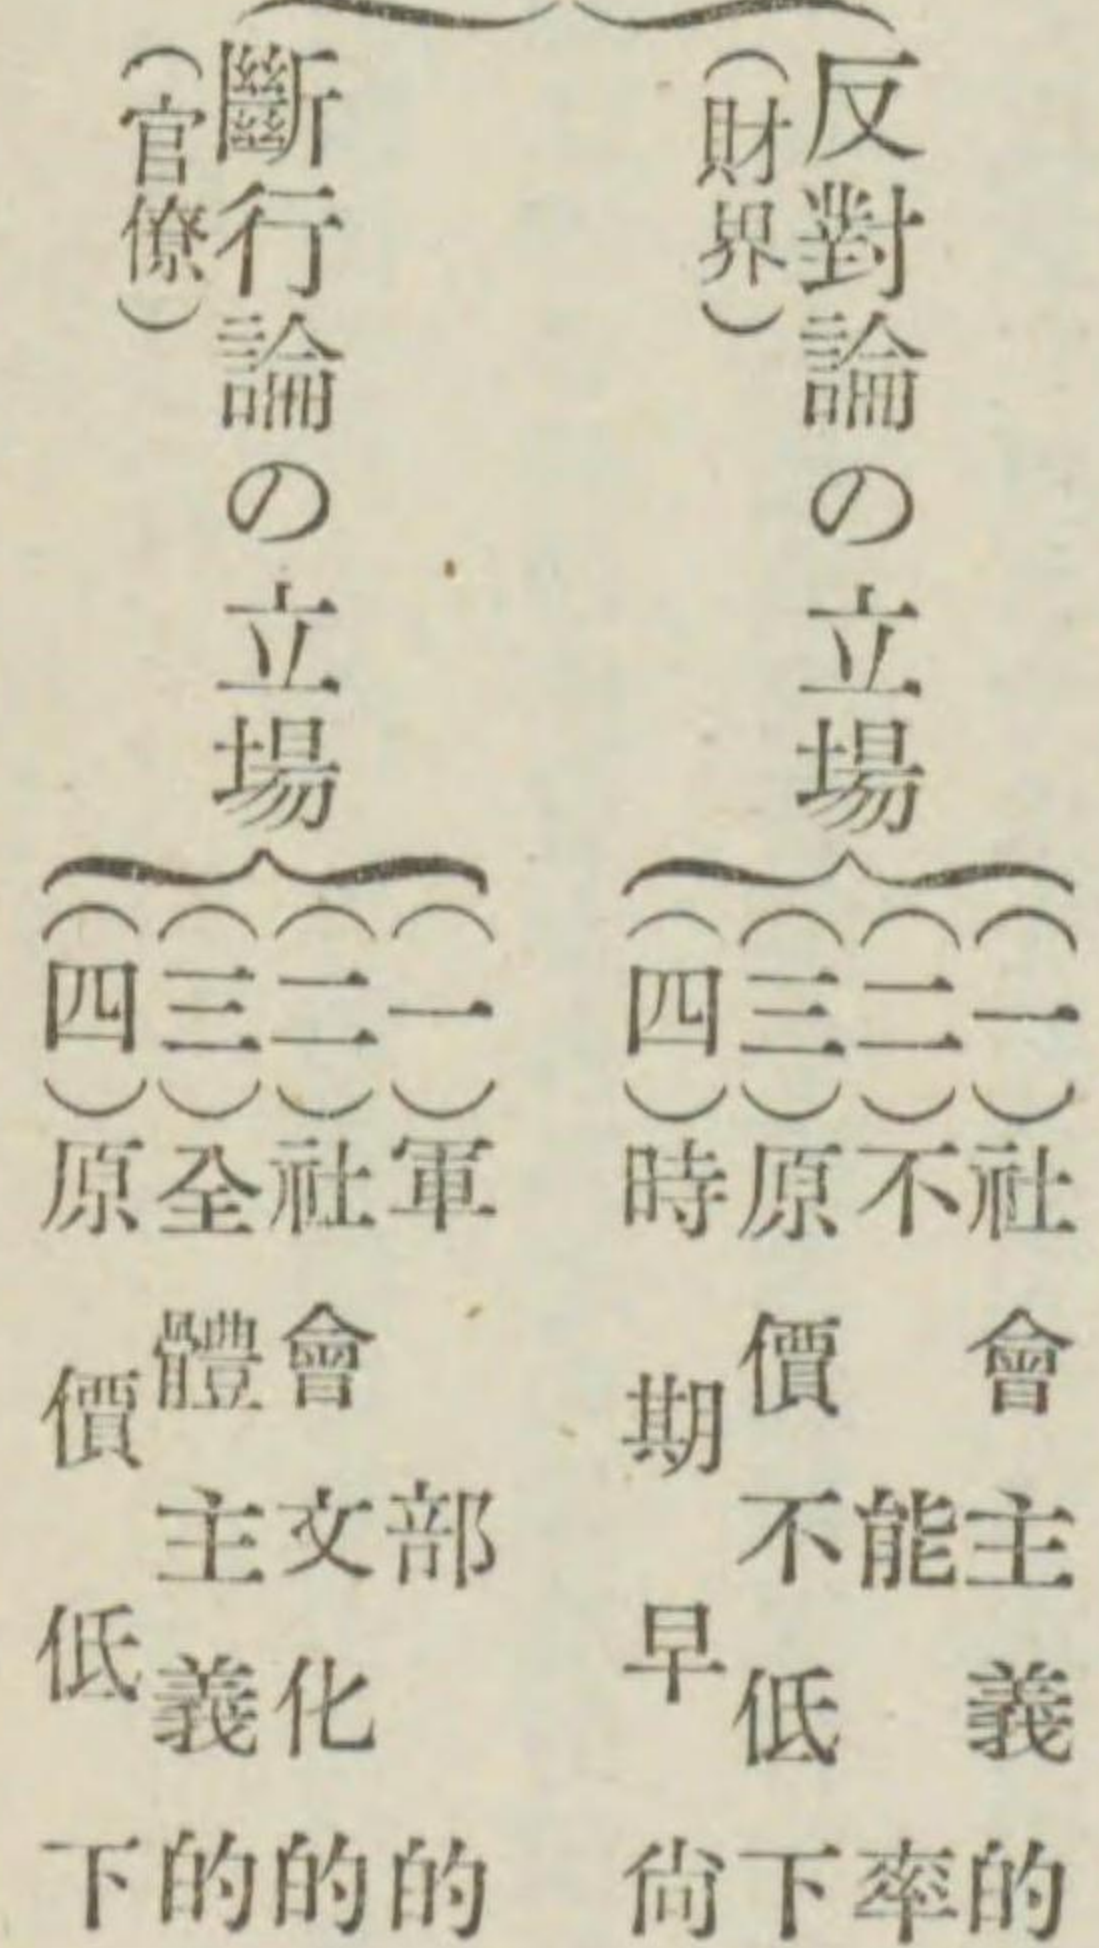 反對論の立場
(財界)
(一)社會主義的
(二)不能率
(三)原價不低下
(四)時期早尙
斷行論の立場
(官僚)
(一)軍部的
(二)社會文化的
(三)全體主義的
(四)原價低下